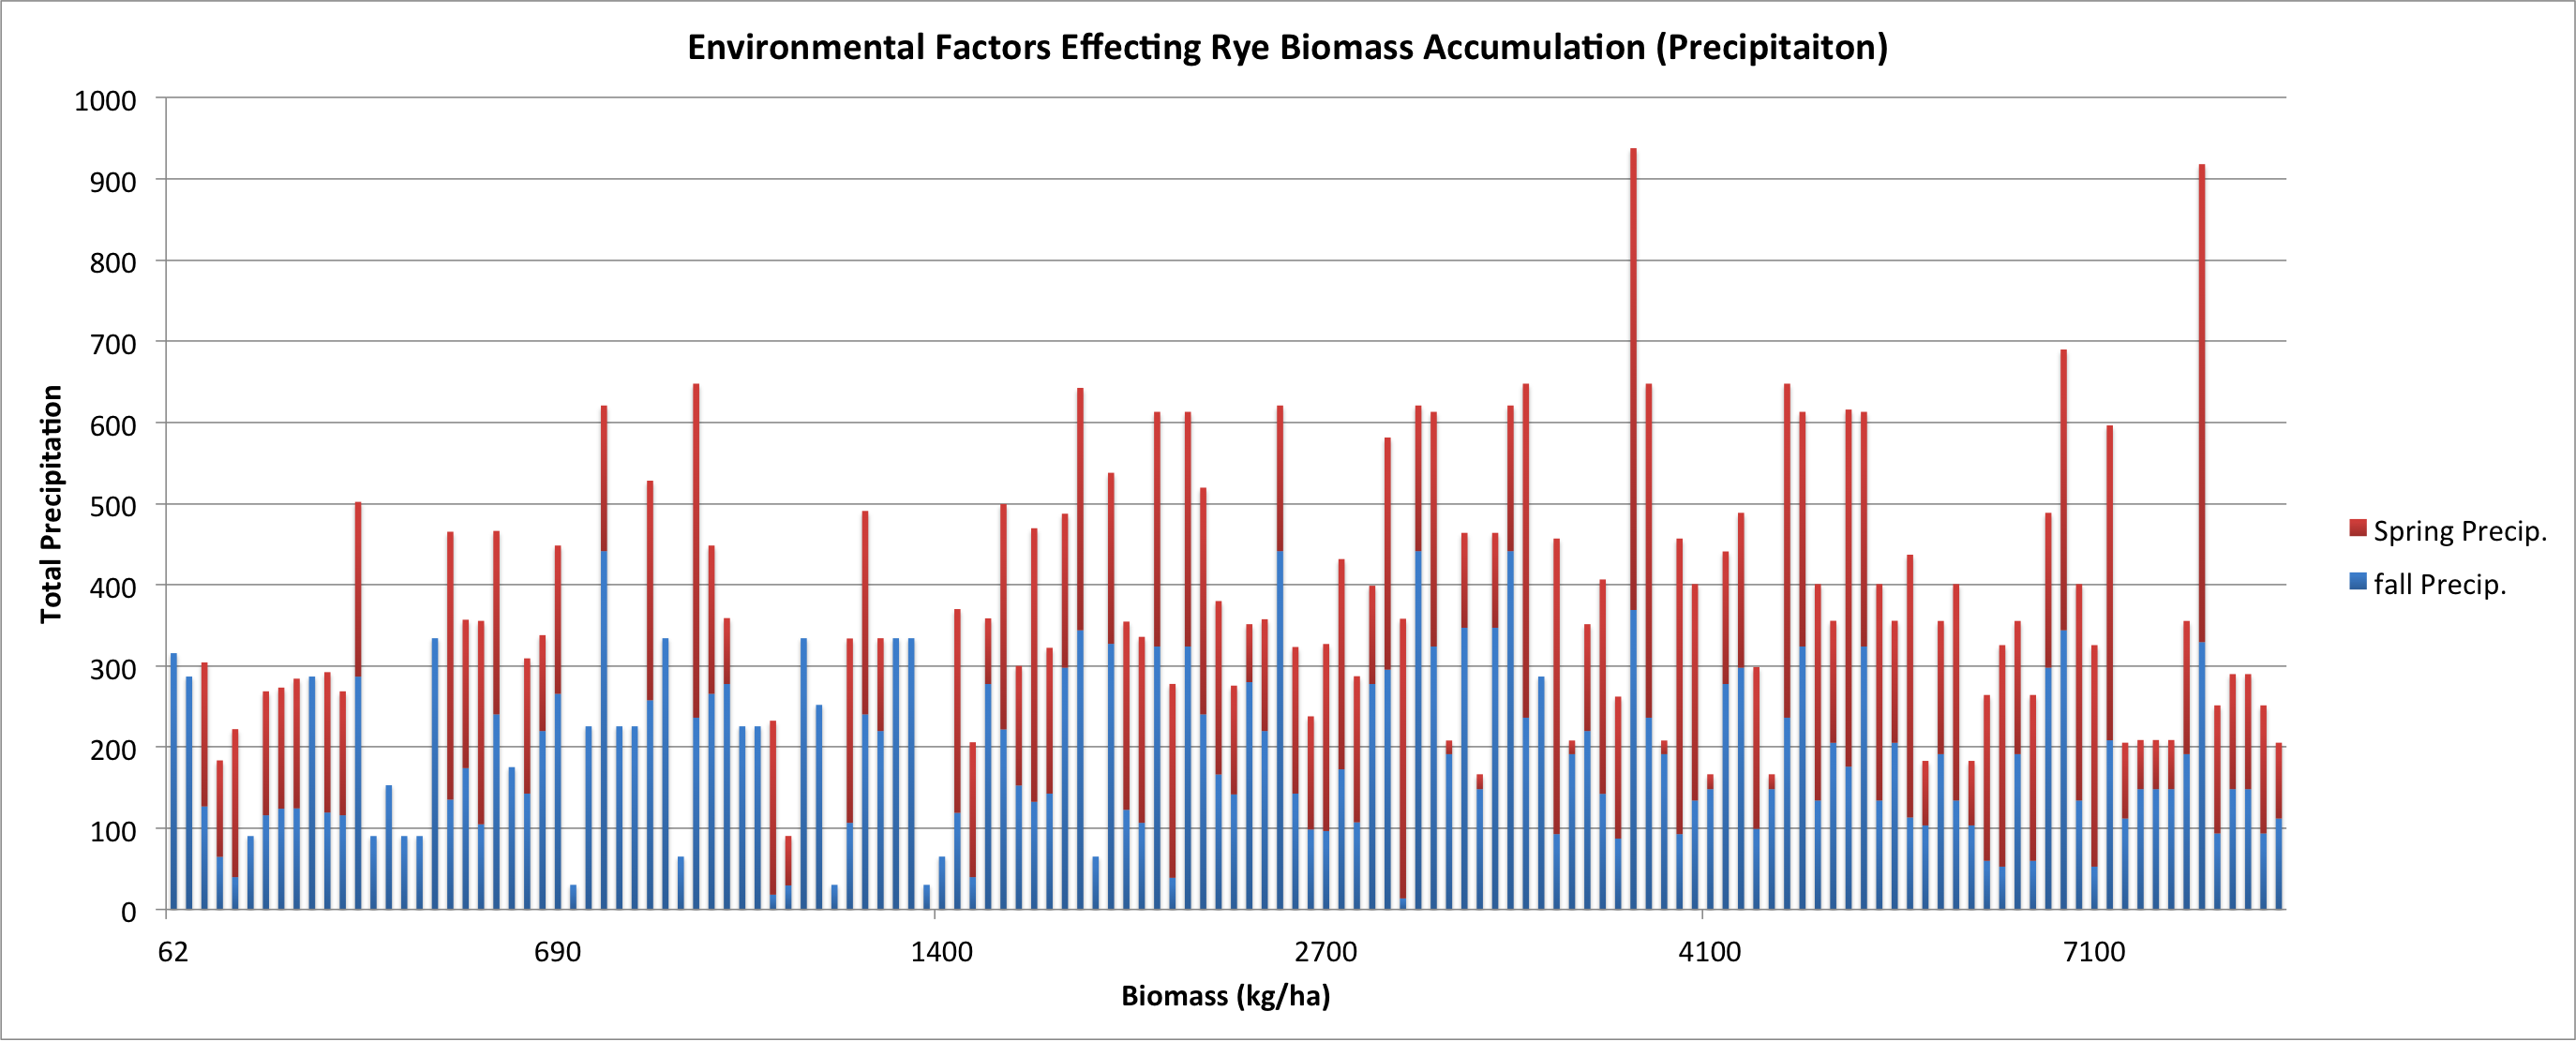 Environmental Factors Effecting Rye Biomass Accumulation (Precipitaiton)
1000
900
800
700
600
500
400
300
200
100
0
Total Precipitation
62 690 1400 2700 4100 7100
Biomass (kg/ha)
Spring Precip.
fall Precip.